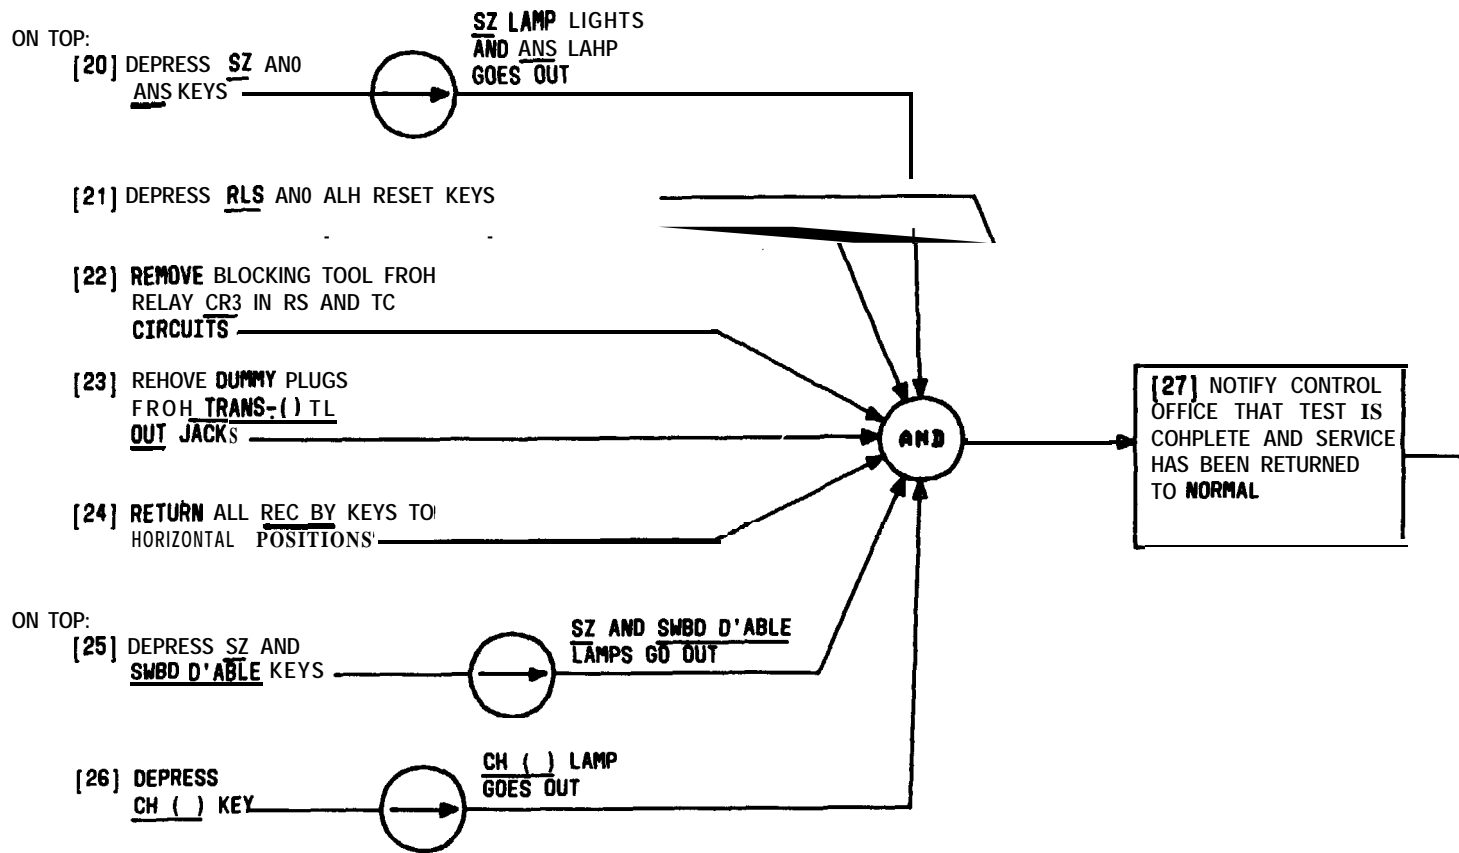 ON TOP:
[20] DEPRESS SZ AN0
ANS KEYS
SZ LAMP LIGHTS
AND ANS LAHP
GOES OUT
[21] DEPRESS RLS AN0 ALH RESET KEYS
[22] REMOVE BLOCKING TOOL FROH
RELAY CR3 IN RS AND TC
CIRCUITS
[23] REHOVE DUMMY PLUGS
FROH TRANS-( ) TL
OUT JACKS
[24] RETURN ALL REC BY KEYS TO
HORIZONTAL POSITIONS
AND
[27] NOTIFY CONTROL
OFFICE THAT TEST IS
COHPLETE AND SERVICE
HAS BEEN RETURNED
TO NORMAL
ON TOP:
[25] DEPRESS SZ AND
SWBD D'ABLE KEYS
SZ AND SWBD D'ABLE
LAMPS GO OUT
[26] DEPRESS
CH ( ) KEY
CH ( ) LAMP
GOES OUT